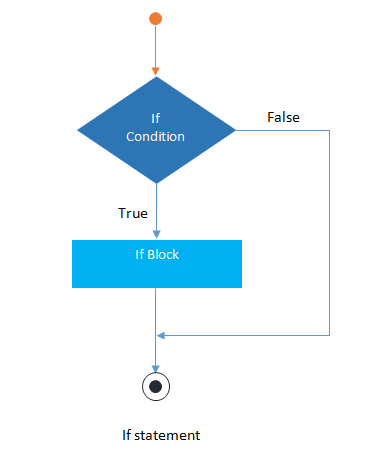 If
Condition
False
True
If Block
If statement